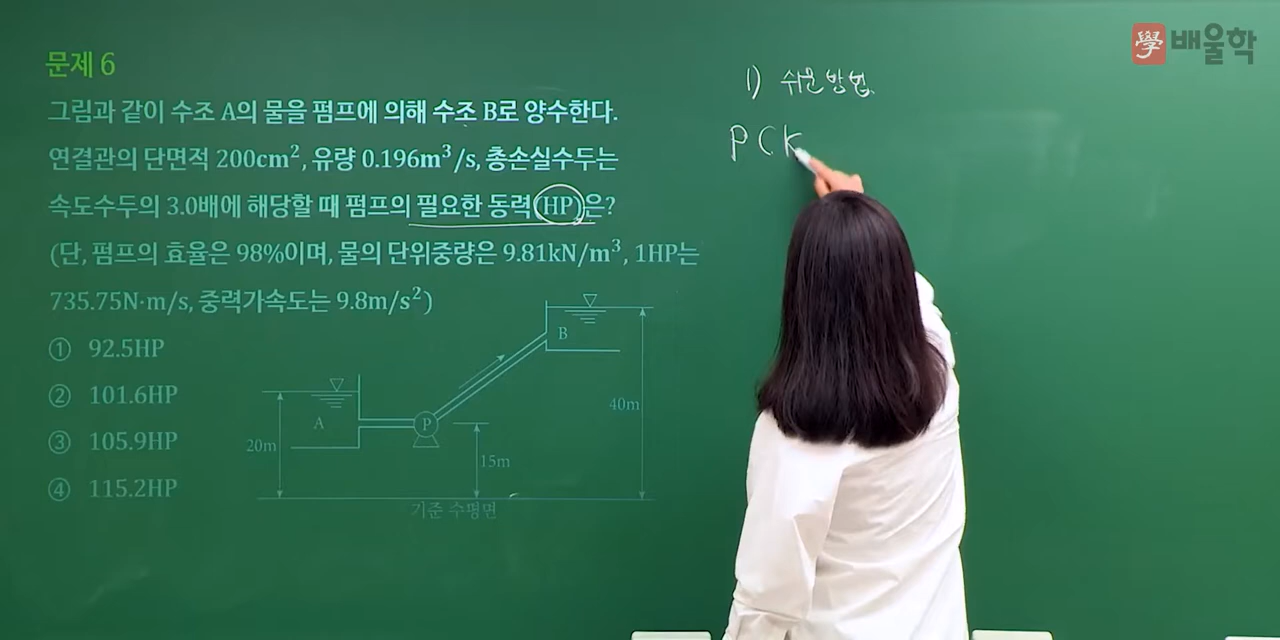 學 배울학
문제 6
그림과 같이 수조 A의 물을 펌프에 의해 수조 B로 양수한다.
연결관의 단면적 200cm², 유량 0.196m³/s, 총손실수두는
속도수두의 3.0배에 해당할 때 펌프의 필요한 동력(HP)은?
(단, 펌프의 효율은 98%이며, 물의 단위중량은 9.81kN/m³, 1HP는
735.75N·m/s, 중력가속도는 9.8m/s²)
① 92.5HP
② 101.6HP
③ 105.9HP
④ 115.2HP
A
P
B
20m
15m
40m
기준 수평면
1) 쉬운방법.
P(K